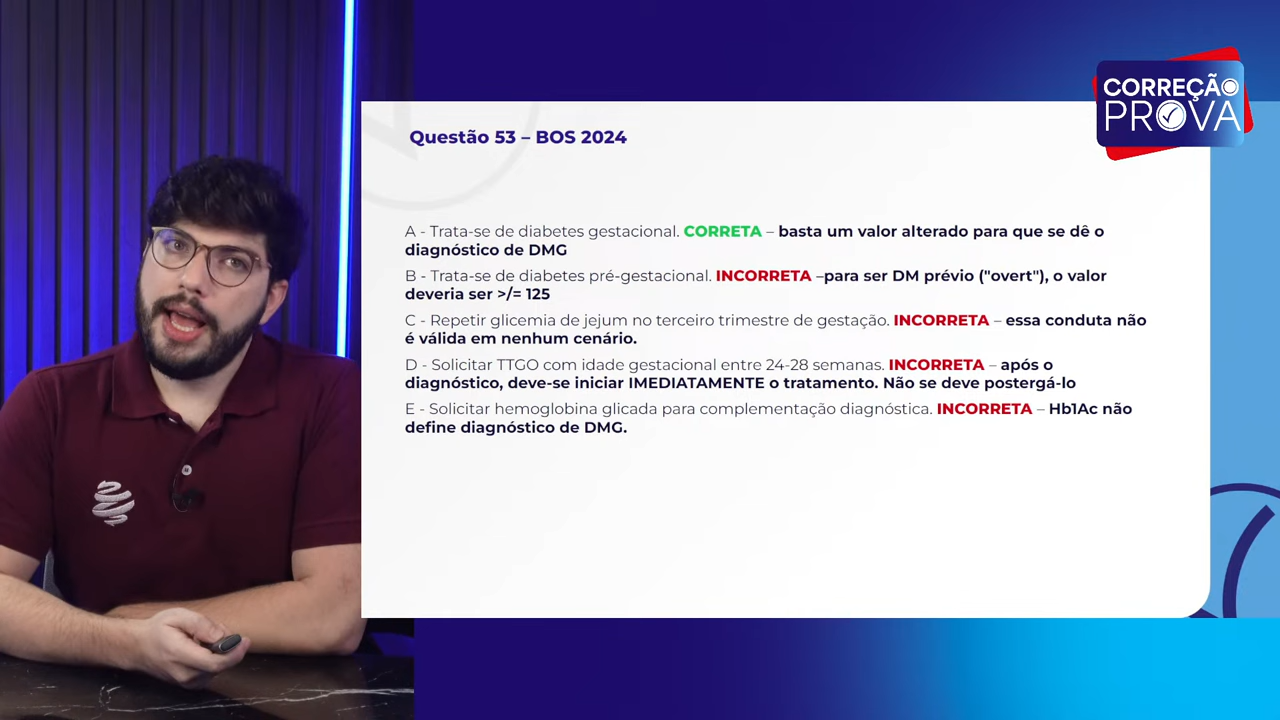 CORREÇÃO
PROVA
Questão 53 – BOS 2024
A - Trata-se de diabetes gestacional. CORRETA – basta um valor alterado para que se dê o
diagnóstico de DMG
B - Trata-se de diabetes pré-gestacional. INCORRETA –para ser DM prévio ("overt"), o valor
deveria ser >/= 125
C - Repetir glicemia de jejum no terceiro trimestre de gestação. INCORRETA – essa conduta não
é válida em nenhum cenário.
D - Solicitar TTGO com idade gestacional entre 24-28 semanas. INCORRETA – após o
diagnóstico, deve-se iniciar IMEDIATAMENTE o tratamento. Não se deve postergá-lo
E - Solicitar hemoglobina glicada para complementação diagnóstica. INCORRETA – Hb1Ac não
define diagnóstico de DMG.